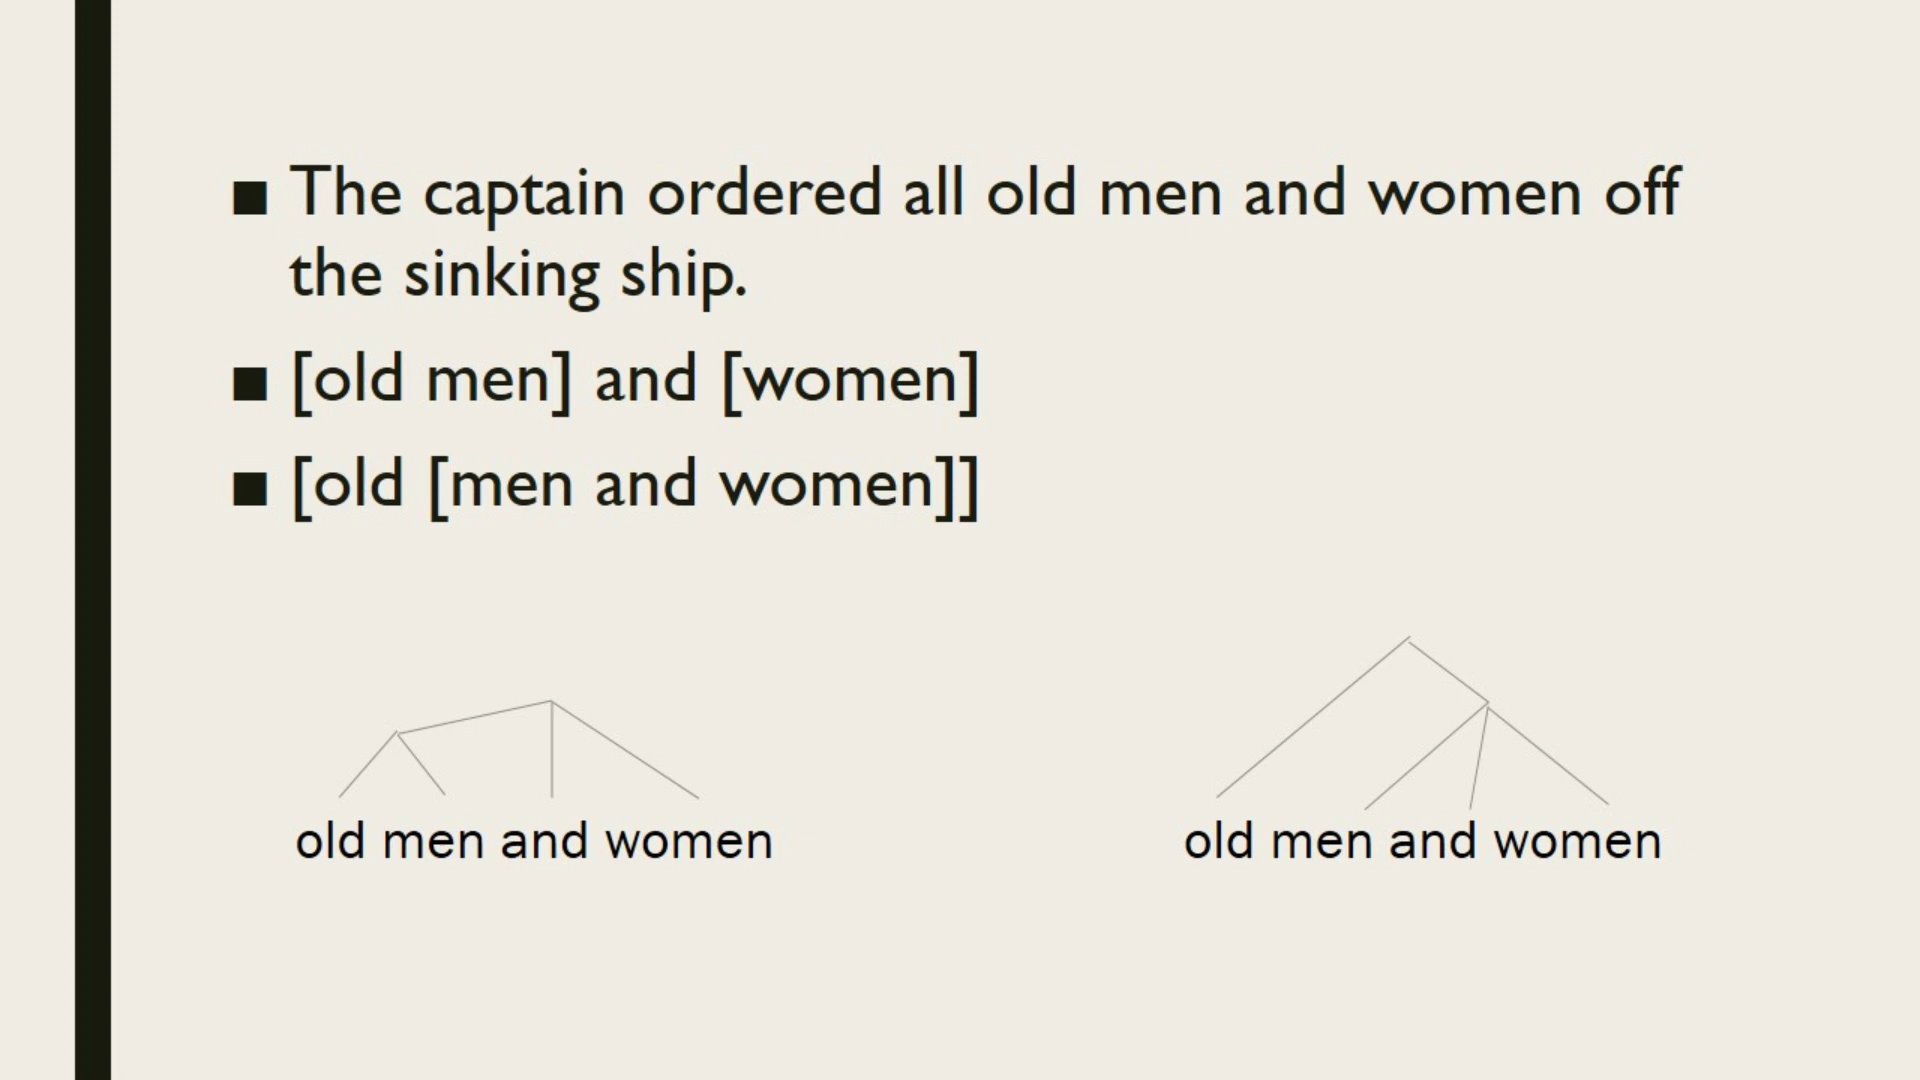 ■ The captain ordered all old men and women off
the sinking ship.
■ [old men] and [women]
■ [old [men and women]]
old men and women
old men and women